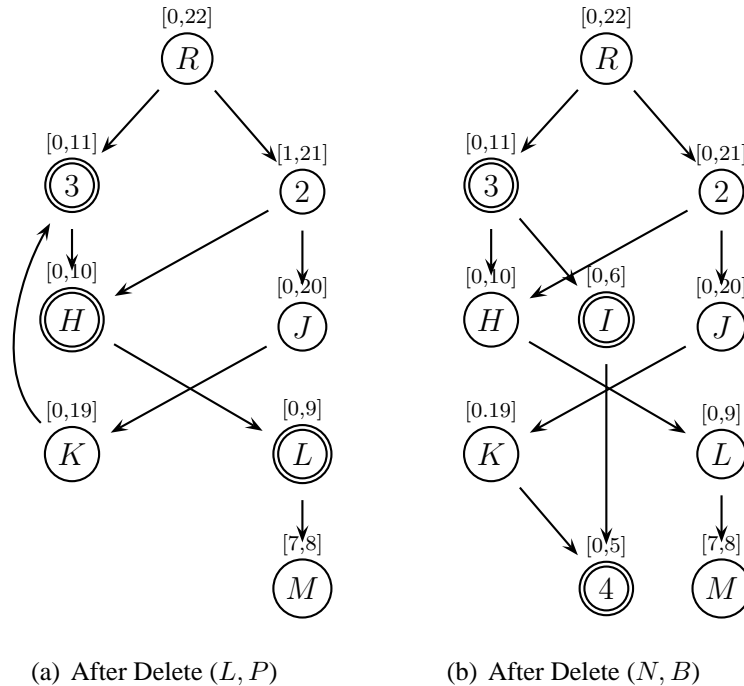 [0,22]
R
[0,11]
3
[1,21]
2
[0,10]
H
[0,20]
J
[0,19]
K
[0,9]
L
[7,8]
M
(a) After Delete (L, P)
[0,22]
R
[0,11]
3
[0,21]
2
[0,10]
H
[0,6]
I
[0,20]
J
[0.19]
K
[0,9]
L
[0,5]
4
[7,8]
M
(b) After Delete (N, B)